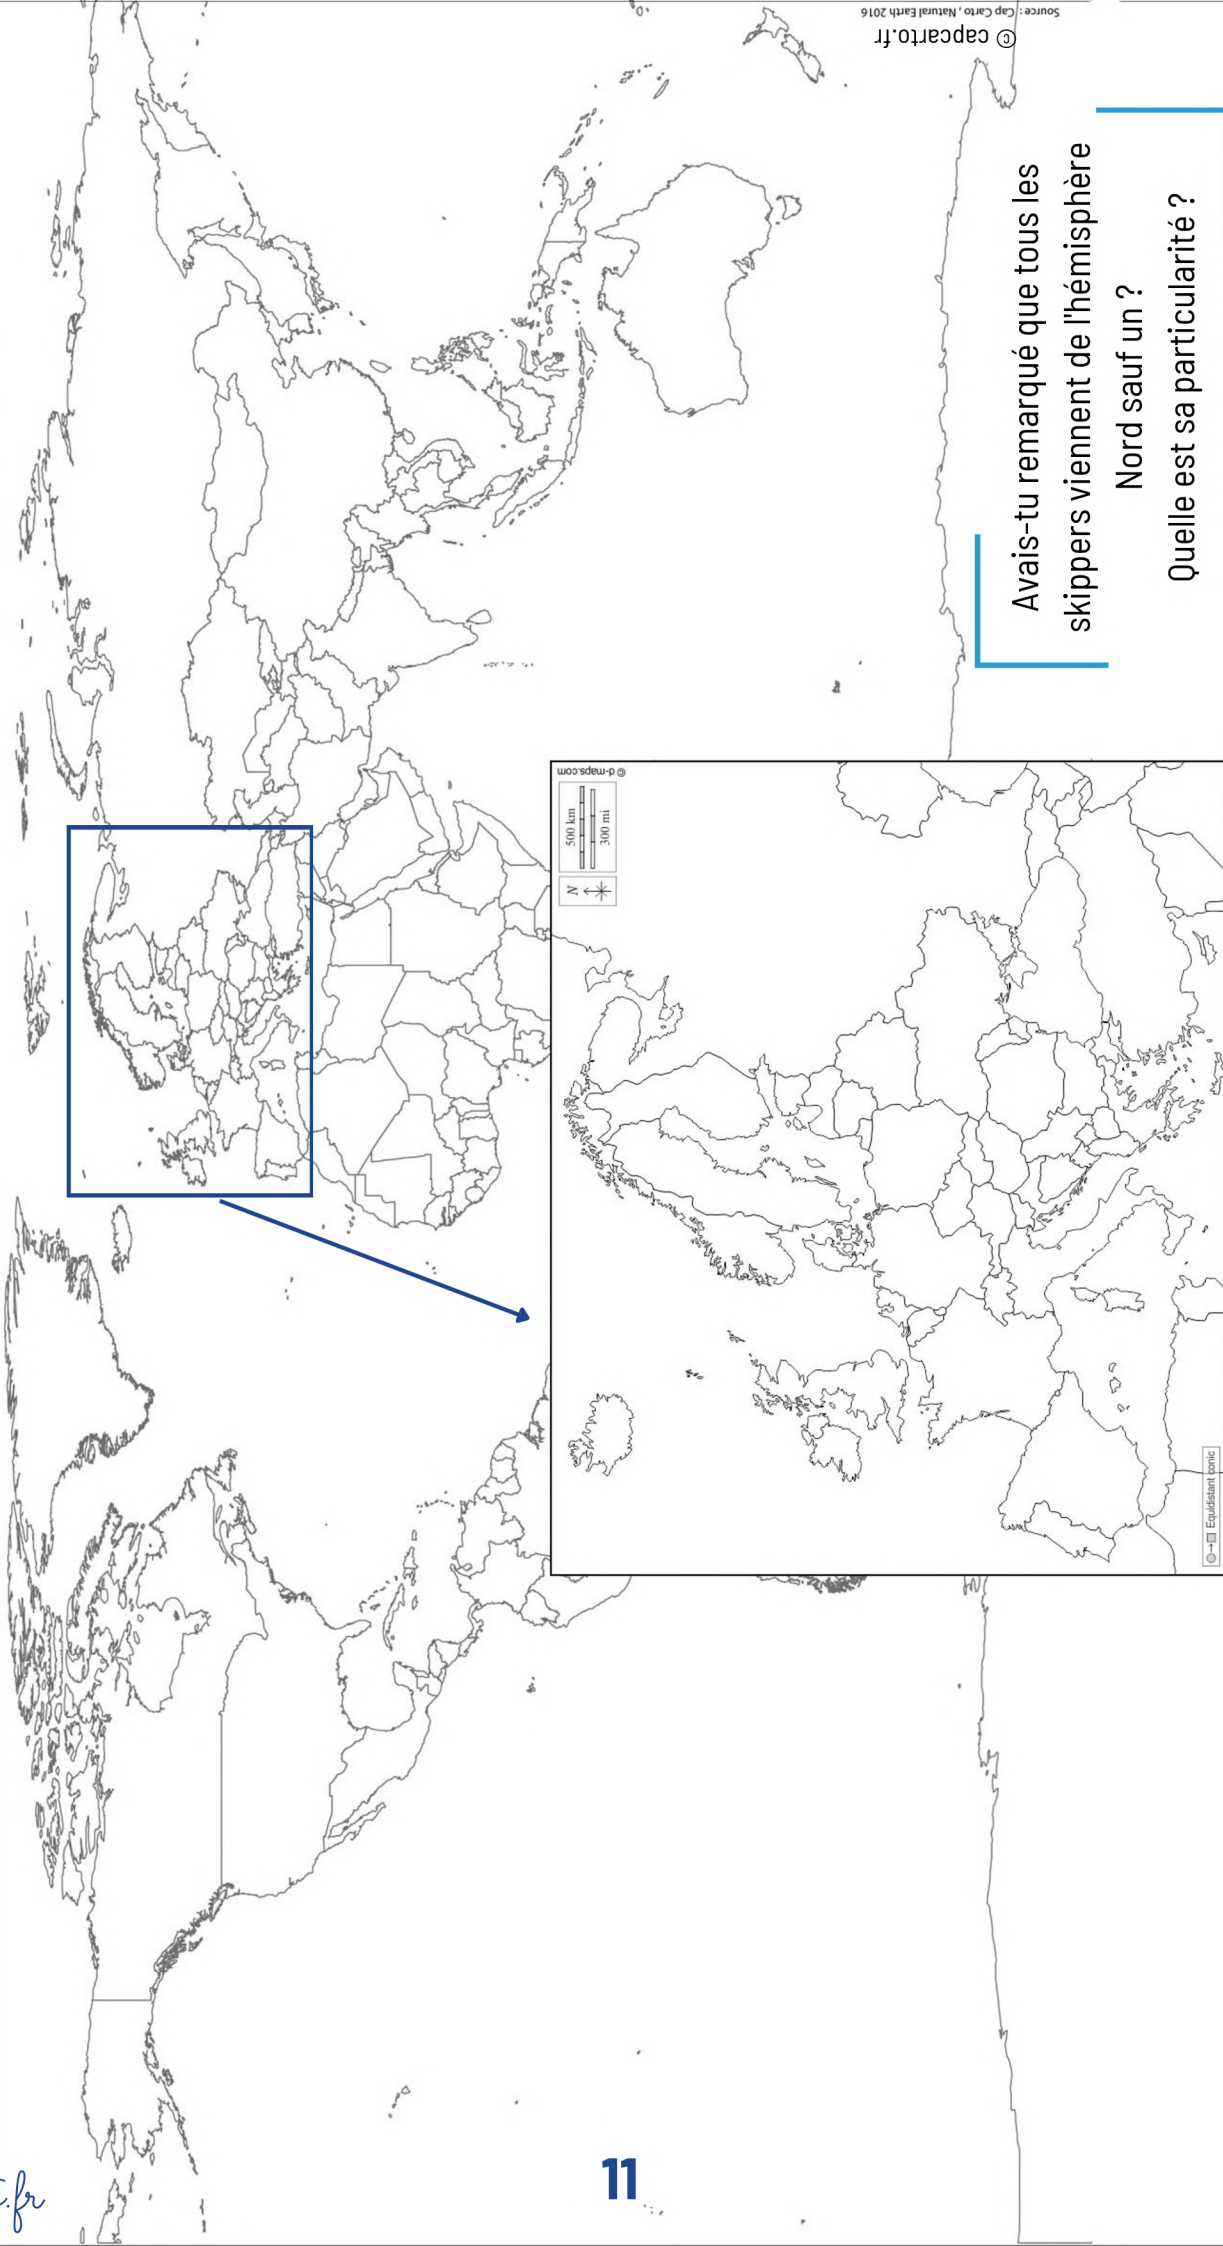 Source : Cap Carto , Natural Earth 2016
© capcarto.fr
Avais-tu remarqué que tous les
skippers viennent de l'hémisphère
Nord sauf un ?
Quelle est sa particularité ?
© d-maps.com
500 km
300 mi
N
Equidistant conic
11
.fr